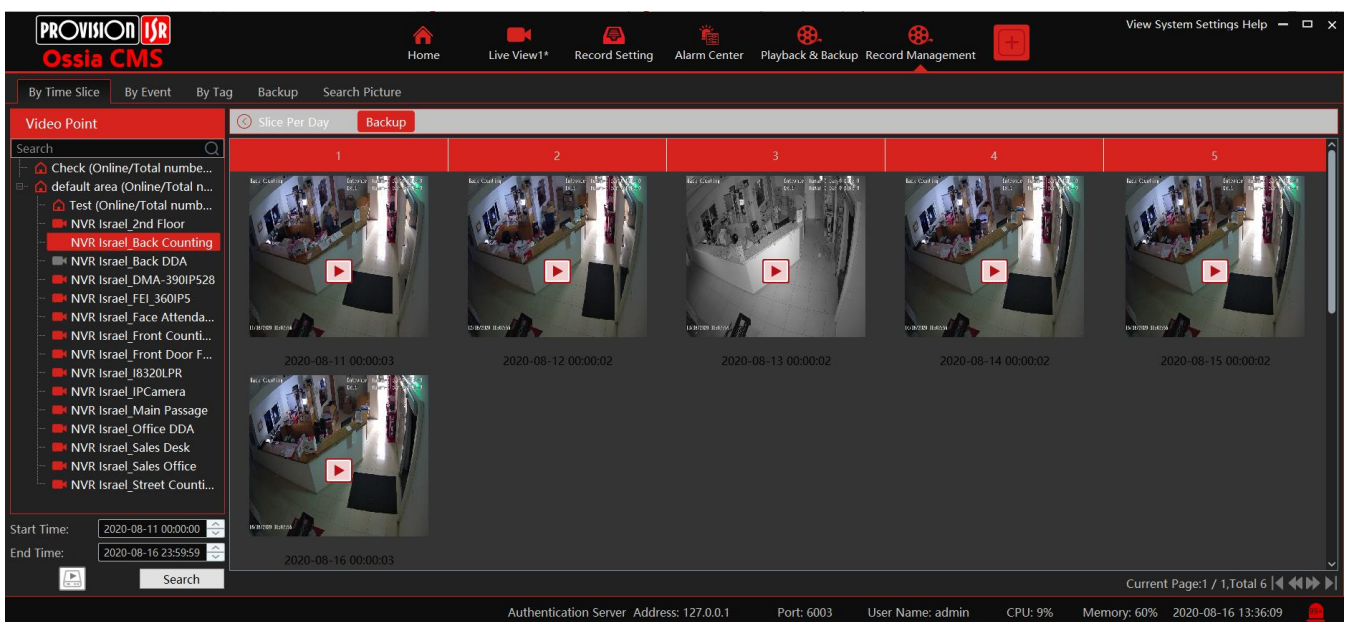 PROVISION ISR
Ossia CMS
Home
Live View1*
Record Setting
Alarm Center
Playback & Backup
Record Management
View System Settings Help
By Time Slice
By Event
By Tag
Backup
Search Picture
Video Point
Slice Per Day
Backup
Search
Check (Online/Total numbe...
default area (Online/Total n...
Test (Online/Total numb...
NVR Israel_2nd Floor
NVR Israel_Back Counting
NVR Israel_Back DDA
NVR Israel_DMA-390IP528
NVR Israel_FEI_360IP5
NVR Israel_Face Attenda...
NVR Israel_Front Counti...
NVR Israel_Front Door F...
NVR Israel_I8320LPR
NVR Israel_IPCamera
NVR Israel_Main Passage
NVR Israel_Office DDA
NVR Israel_Sales Desk
NVR Israel_Sales Office
NVR Israel_Street Counti...
Start Time: 2020-08-11 00:00:00
End Time: 2020-08-16 23:59:59
Search
1 2 3 4 5
2020-08-11 00:00:03
2020-08-12 00:00:02
2020-08-13 00:00:02
2020-08-14 00:00:02
2020-08-15 00:00:02
2020-08-16 00:00:03
Current Page:1 / 1,Total 6
Authentication Server Address: 127.0.0.1 Port: 6003 User Name: admin CPU: 9% Memory: 60% 2020-08-16 13:36:09